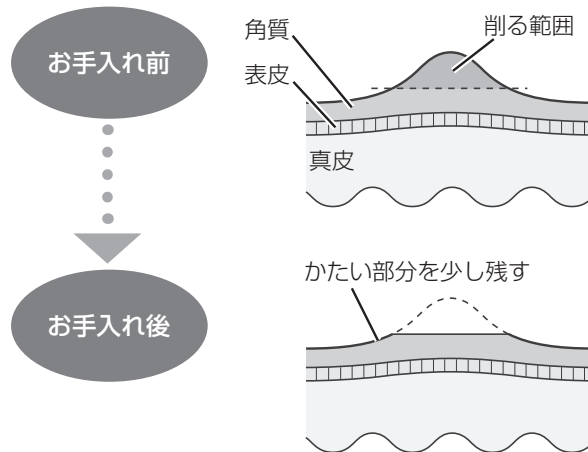 お手入れ前
角質
削る範囲
表皮
真皮
お手入れ後
かたい部分を少し残す